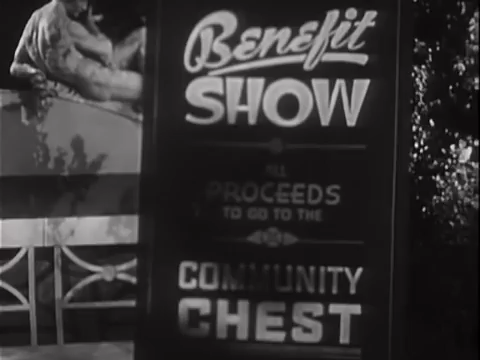 Benefit
SHOW
ALL
PROCEEDS
TO GO TO THE
COMMUNITY
CHEST